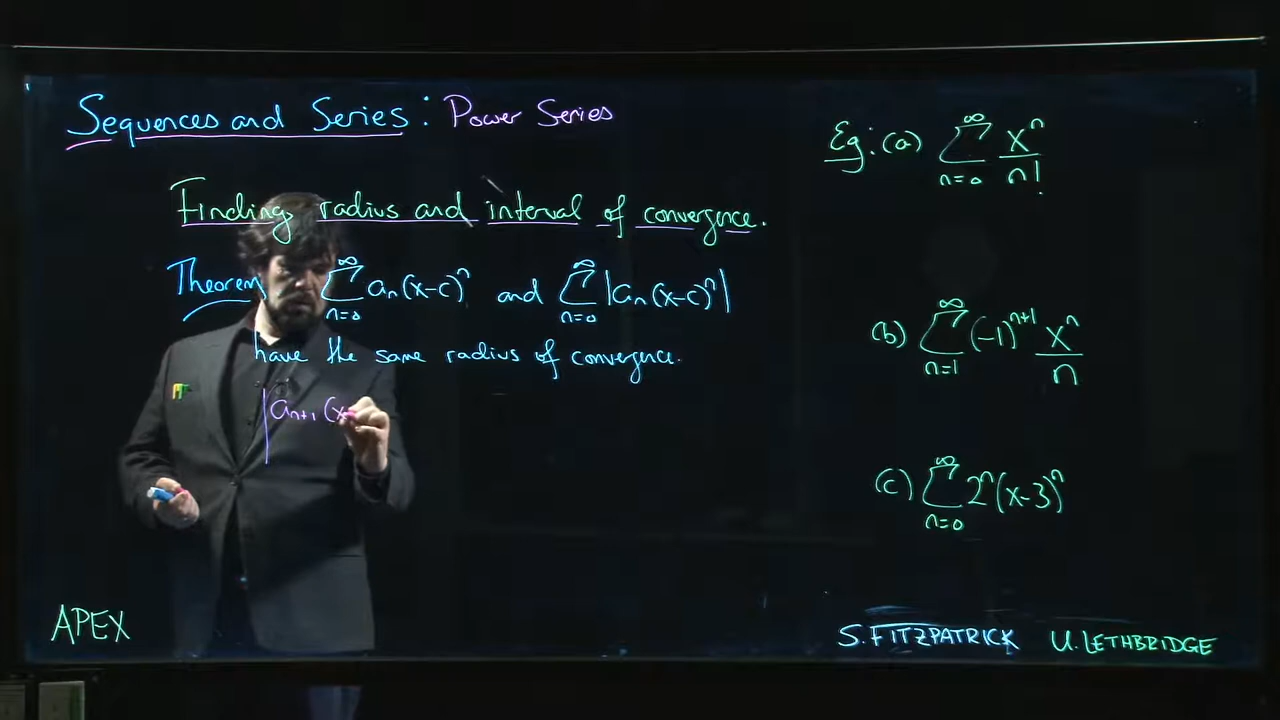 Sequences and Series: Power Series
Finding radius and interval of convergence.
Theorem ∞∑n=0 aₙ(x-c)ⁿ and ∞∑n=0 |aₙ(x-c)ⁿ|
have the same radius of convergence.
|aₙ₊₁(x
Eg: (a) ∞∑n=0 xⁿ/n!
(b) ∞∑n=1 (-1)ⁿ⁺¹ xⁿ/n
(c) ∞∑n=0 2ⁿ(x-3)ⁿ
APEX
S. FITZPATRICK U. LETHBRIDGE